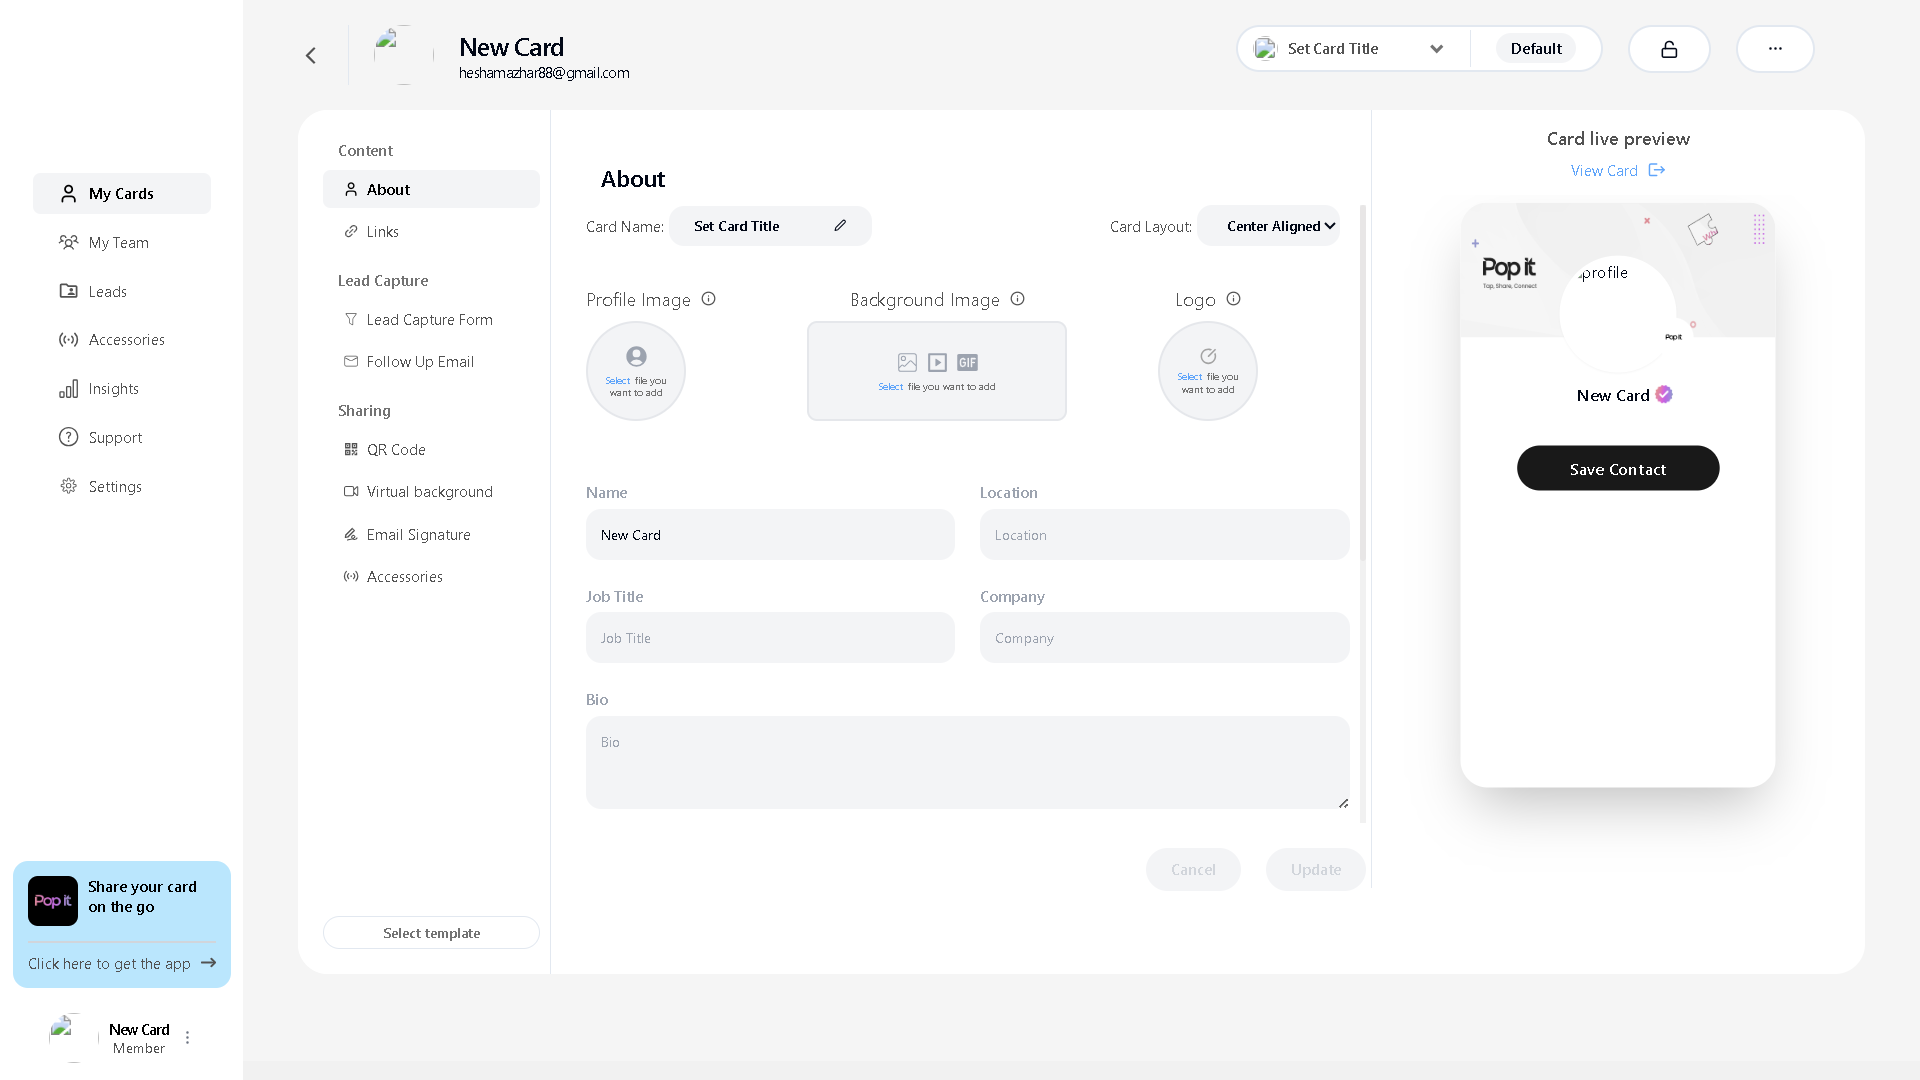 New Card
heshamazhar88@gmail.com
Set Card Title
Default
My Cards
My Team
Leads
Accessories
Insights
Support
Settings
Share your card
on the go
Pop it
Click here to get the app
New Card
Member
Content
About
Links
Lead Capture
Lead Capture Form
Follow Up Email
Sharing
QR Code
Virtual background
Email Signature
Accessories
Select template
About
Card Name: Set Card Title
Card Layout: Center Aligned
Profile Image
Select file you
want to add
Background Image
GIF
Select file you want to add
Logo
Select file you
want to add
Name
New Card
Location
Location
Job Title
Job Title
Company
Company
Bio
Bio
Cancel
Update
Card live preview
View Card
Pop it
Tap, Share, Connect
profile
Pop it
New Card
Save Contact